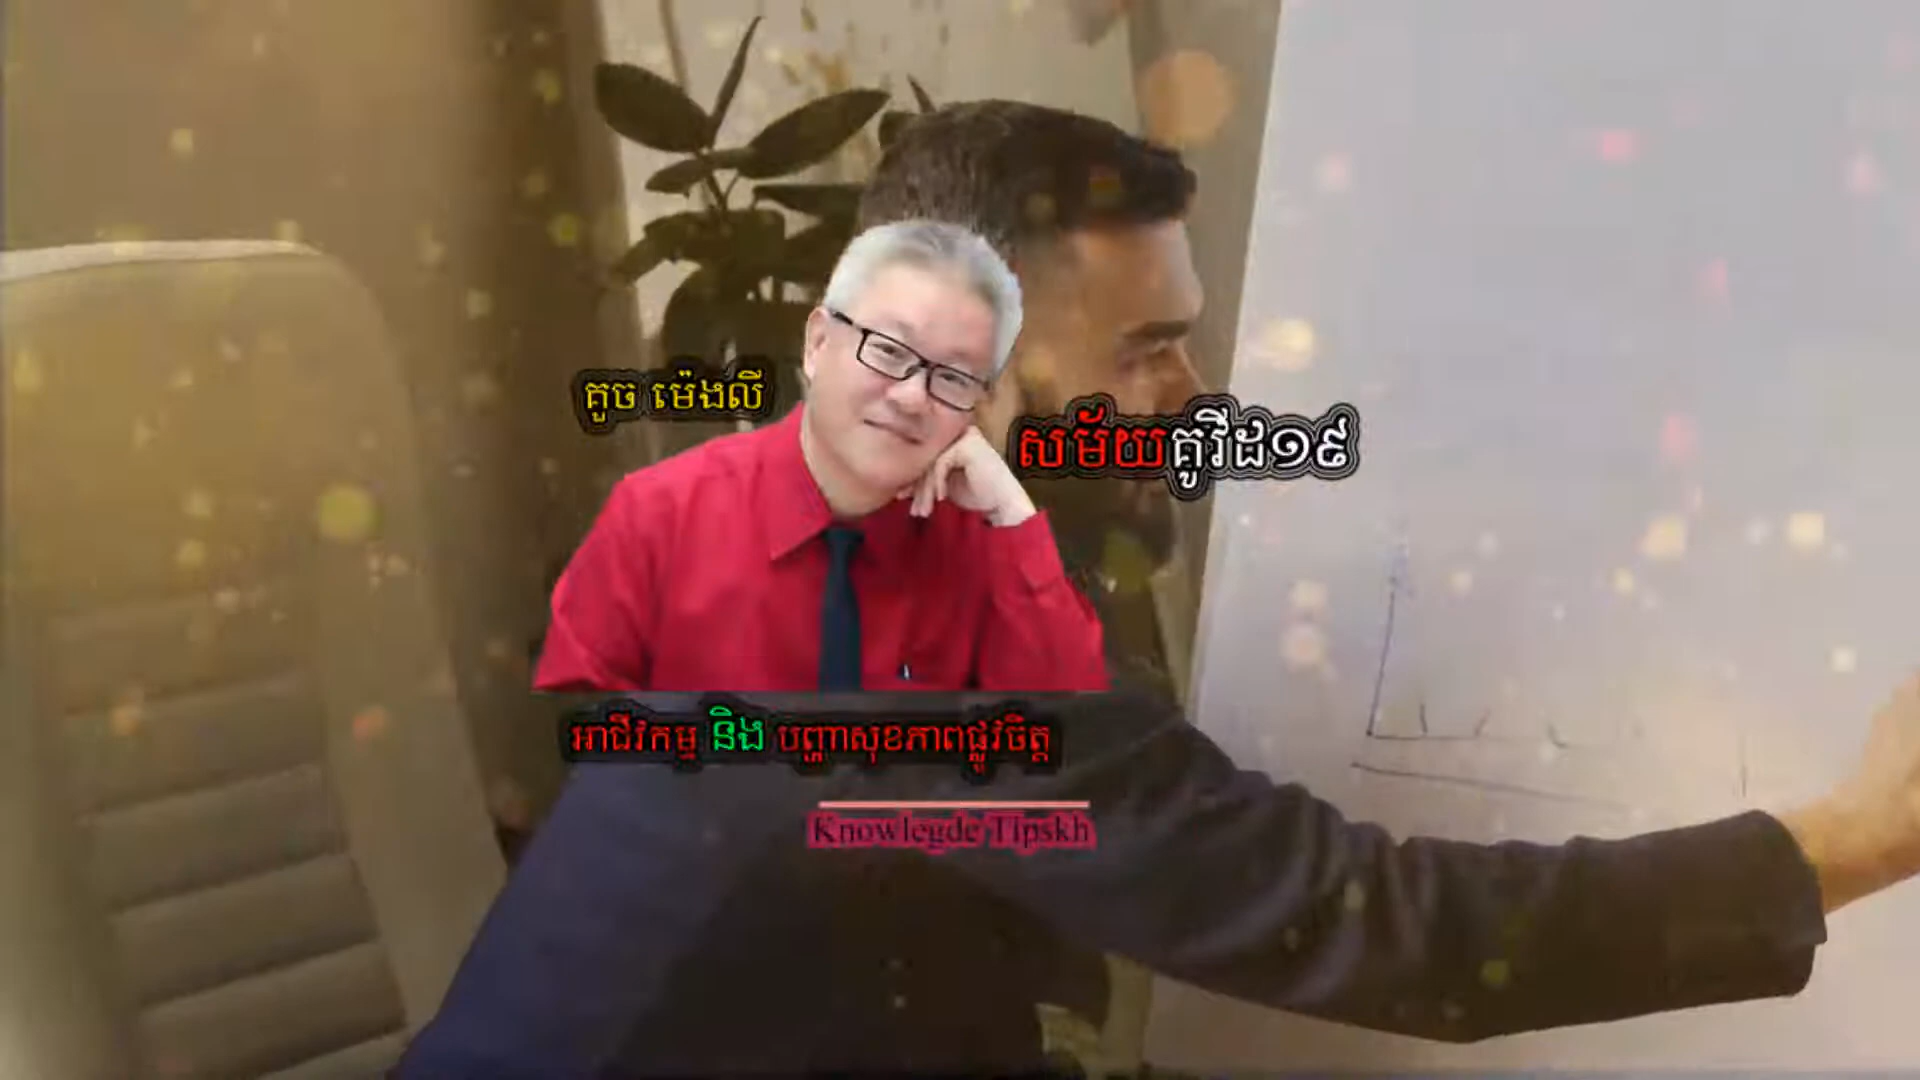 គួច ម៉េងលី
សម័យគូវីដ១៩
អាជីវកម្ម និង បញ្ហាសុខភាពផ្លូវចិត្ត
Knowlegde Tipskh